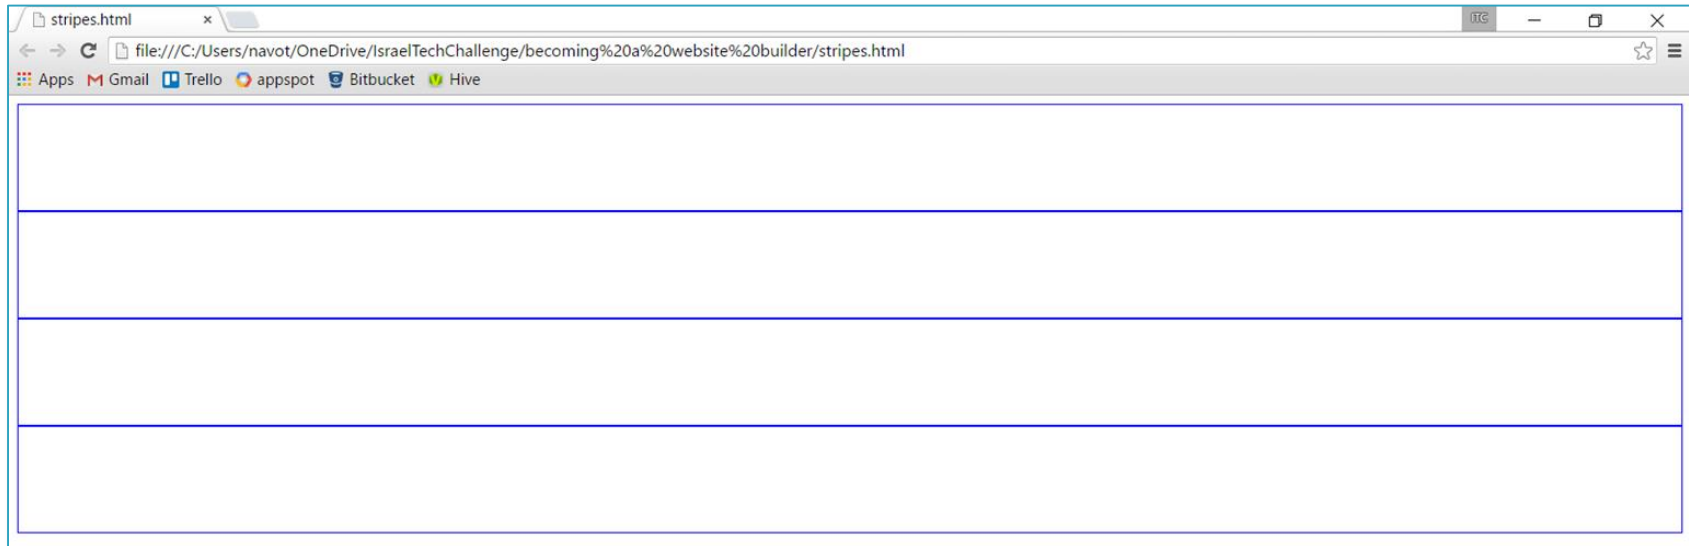 stripes.html
ITC
file:///C:/Users/navot/OneDrive/IsraelTechChallenge/becoming%20a%20website%20builder/stripes.html
Apps Gmail Trello appspot Bitbucket Hive